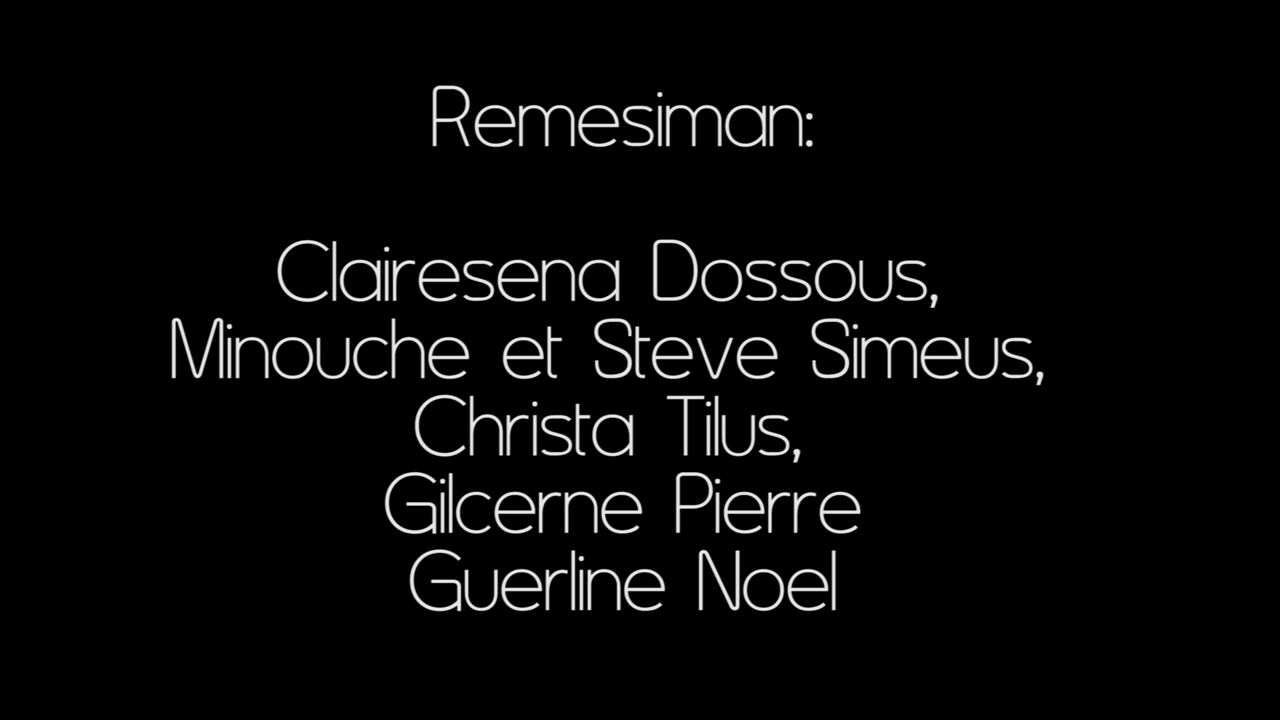 Remesiman:
Clairesena Dossous,
Minouche et Steve Simeus,
Christa Tilus,
Gilcerne Pierre
Guerline Noel